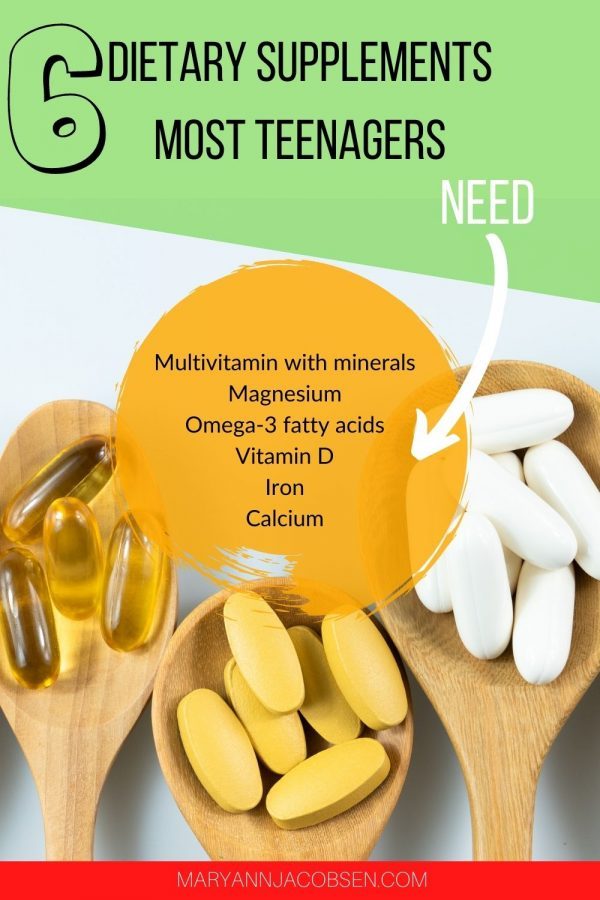 6 DIETARY SUPPLEMENTS
MOST TEENAGERS
NEED
Multivitamin with minerals
Magnesium
Omega-3 fatty acids
Vitamin D
Iron
Calcium
MARYANNJACOBSEN.COM